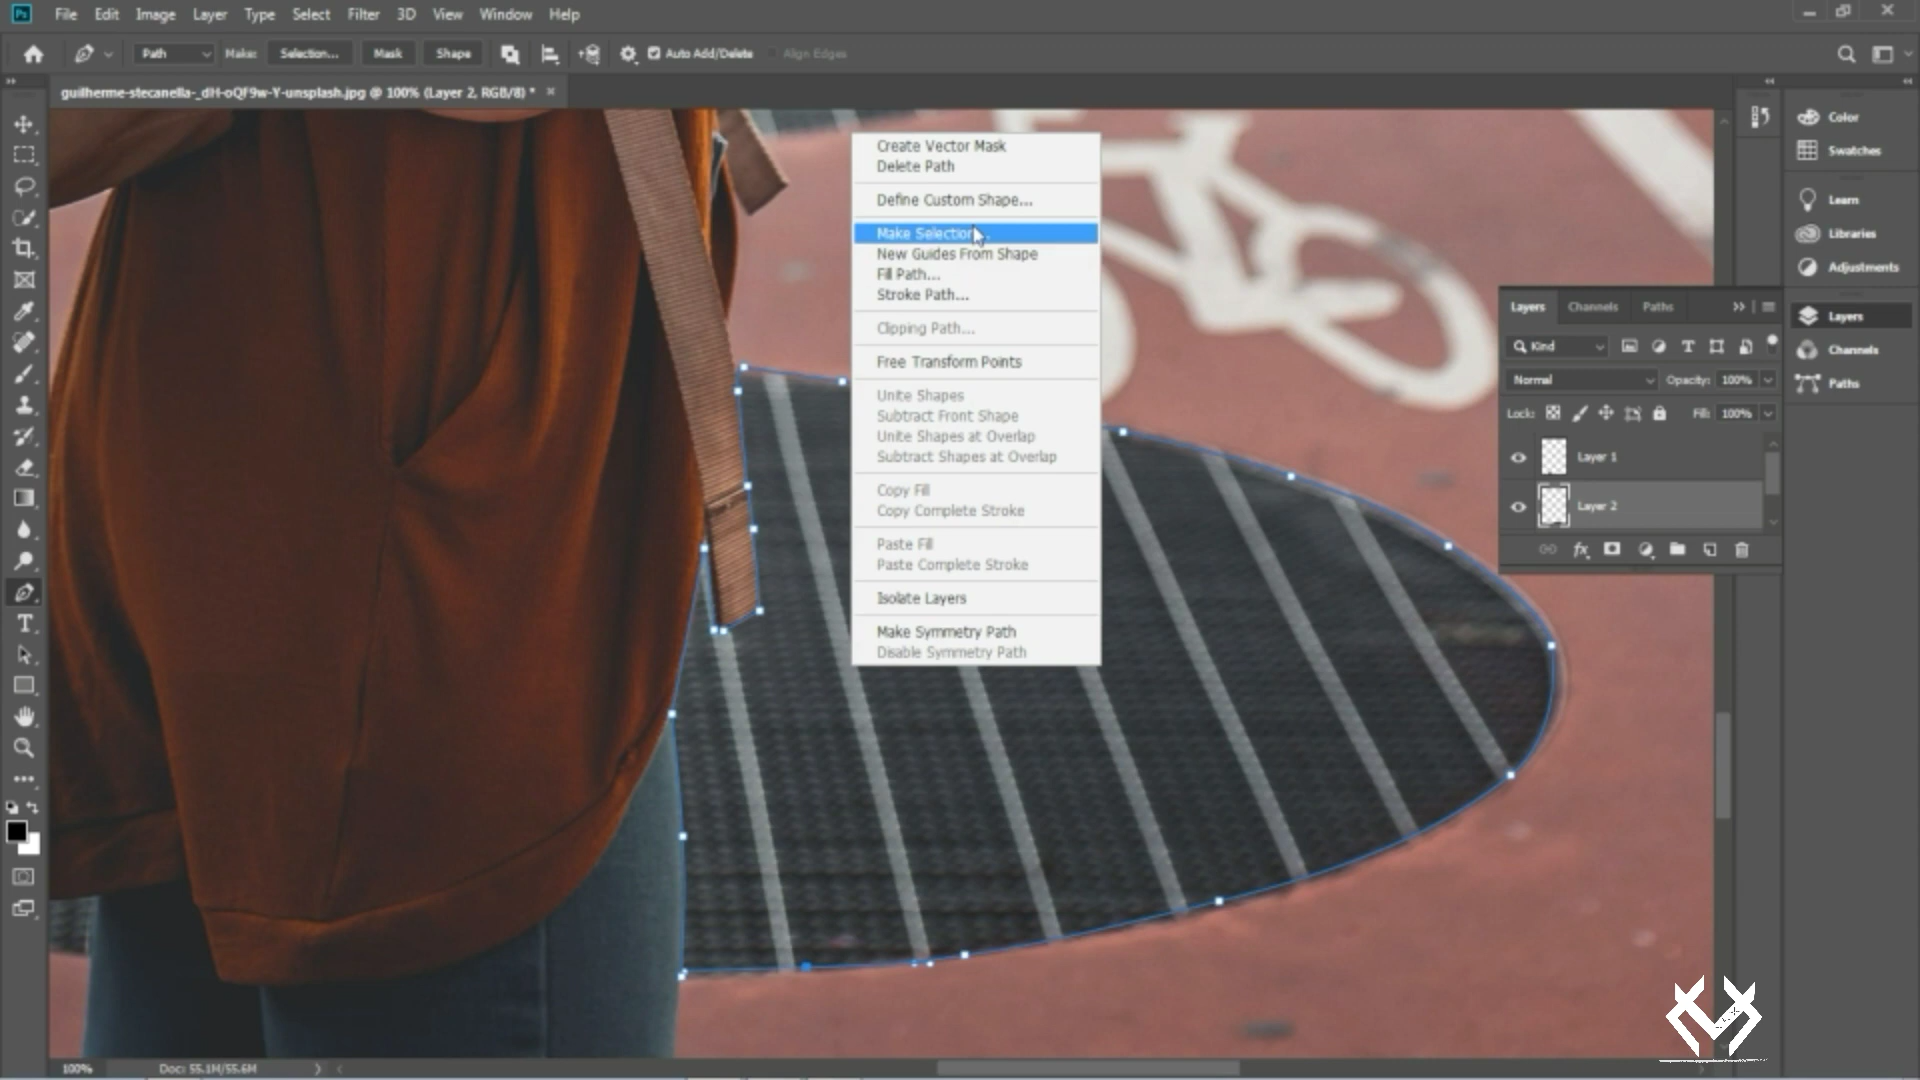 File Edit Image Layer Type Select Filter 3D View Window Help
Path Make: Selection... Mask Shape Auto Add/Delete Align Edges
guilherme-stecanella-_dH-oQF9w-Y-unsplash.jpg @ 100% (Layer 2, RGB/8) *
Create Vector Mask
Delete Path
Define Custom Shape...
Make Selection...
New Guides From Shape
Fill Path...
Stroke Path...
Clipping Path...
Free Transform Points
Unite Shapes
Subtract Front Shape
Unite Shapes at Overlap
Subtract Shapes at Overlap
Copy Fill
Copy Complete Stroke
Paste Fill
Paste Complete Stroke
Isolate Layers
Make Symmetry Path
Disable Symmetry Path
Color
Swatches
Learn
Libraries
Adjustments
Layers
Channels
Paths
Layers Channels Paths
Kind
Normal Opacity: 100%
Lock: Fill: 100%
Layer 1
Layer 2
100% Doc: 55.1M/55.6M